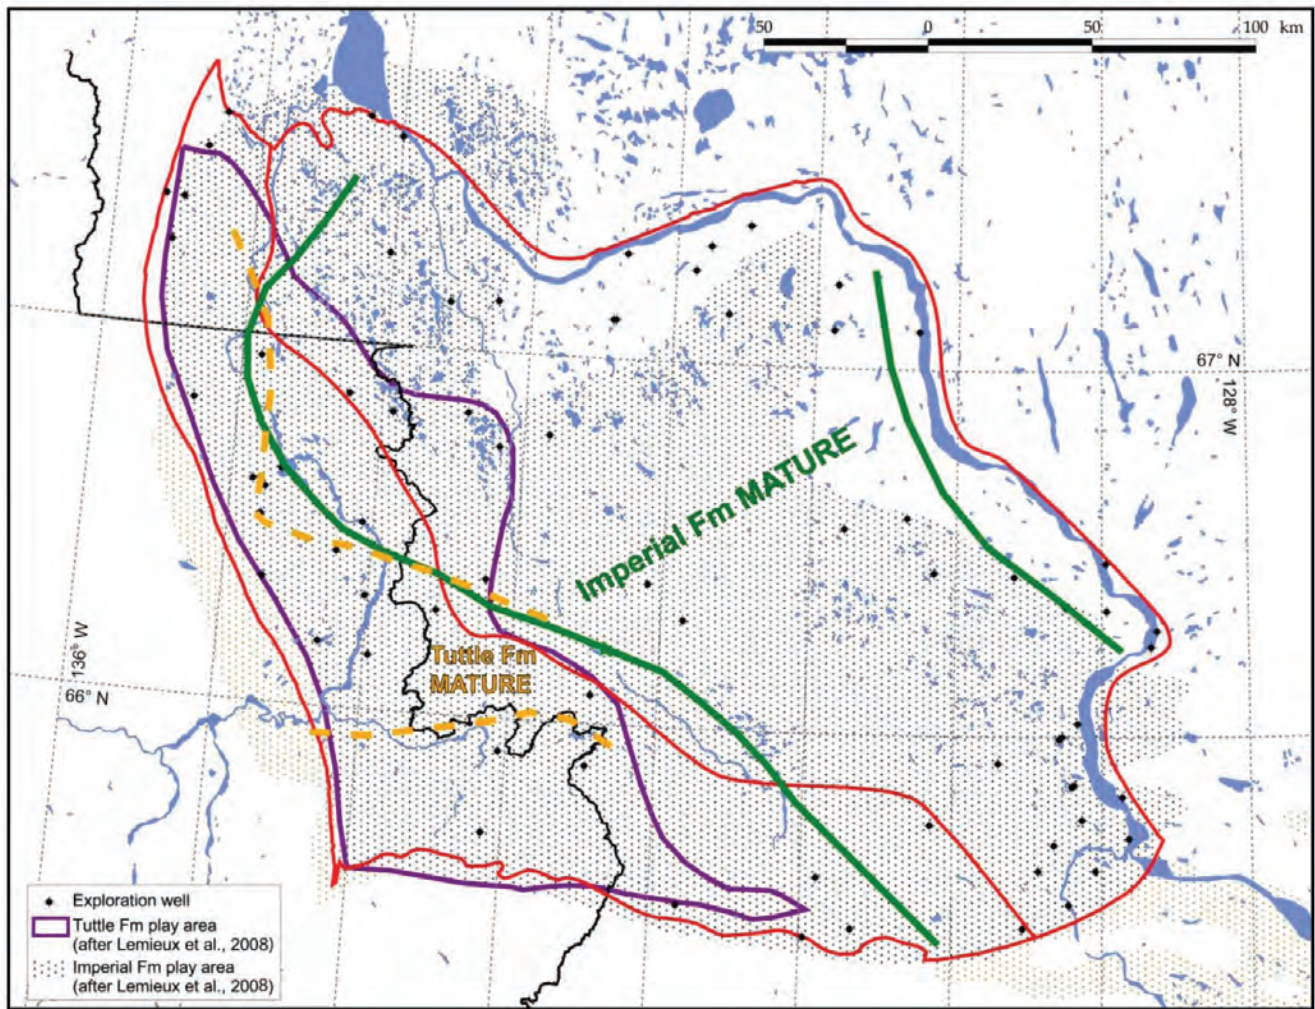 50 0 50 100 km
67° N
128° W
Imperial Fm MATURE
136° W
66° N
Tuttle Fm
MATURE
Exploration well
Tuttle Fm play area
(after Lemieux et al., 2008)
Imperial Fm play area
(after Lemieux et al., 2008)